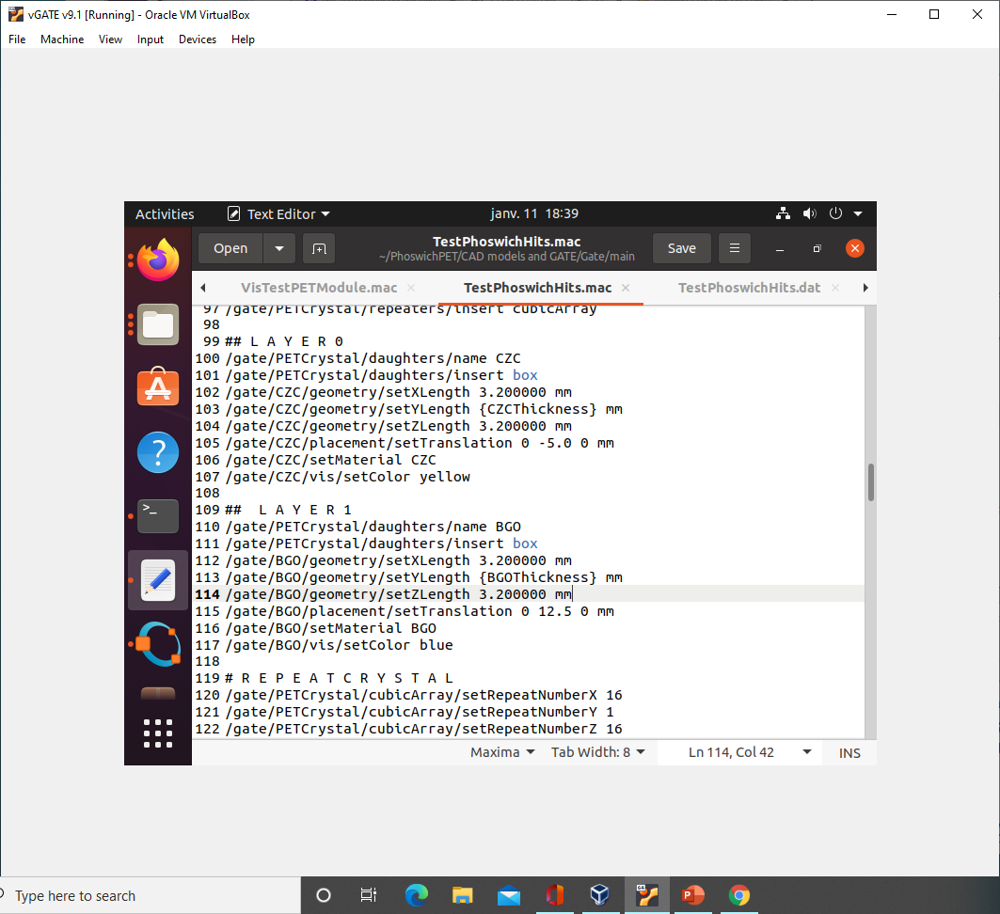 vGATE v9.1 [Running] - Oracle VM VirtualBox
File Machine View Input Devices Help
Activities Text Editor janv. 11 18:39
Open TestPhoswichHits.mac Save
~/PhoswichPET/CAD models and GATE/Gate/main
VisTestPETModule.mac TestPhoswichHits.mac TestPhoswichHits.dat
97 /gate/PETCrystal/repeaters/insert cubicArray
98
99 ## L A Y E R 0
100 /gate/PETCrystal/daughters/name CZC
101 /gate/PETCrystal/daughters/insert box
102 /gate/CZC/geometry/setXLength 3.200000 mm
103 /gate/CZC/geometry/setYLength {CZCThickness} mm
104 /gate/CZC/geometry/setZLength 3.200000 mm
105 /gate/CZC/placement/setTranslation 0 -5.0 0 mm
106 /gate/CZC/setMaterial CZC
107 /gate/CZC/vis/setColor yellow
108
109 ##  L A Y E R 1
110 /gate/PETCrystal/daughters/name BGO
111 /gate/PETCrystal/daughters/insert box
112 /gate/BGO/geometry/setXLength 3.200000 mm
113 /gate/BGO/geometry/setYLength {BGOThickness} mm
114 /gate/BGO/geometry/setZLength 3.200000 mm
115 /gate/BGO/placement/setTranslation 0 12.5 0 mm
116 /gate/BGO/setMaterial BGO
117 /gate/BGO/vis/setColor blue
118
119 # R E P E A T C R Y S T A L
120 /gate/PETCrystal/cubicArray/setRepeatNumberX 16
121 /gate/PETCrystal/cubicArray/setRepeatNumberY 1
122 /gate/PETCrystal/cubicArray/setRepeatNumberZ 16
Maxima Tab Width: 8 Ln 114, Col 42 INS
Type here to search